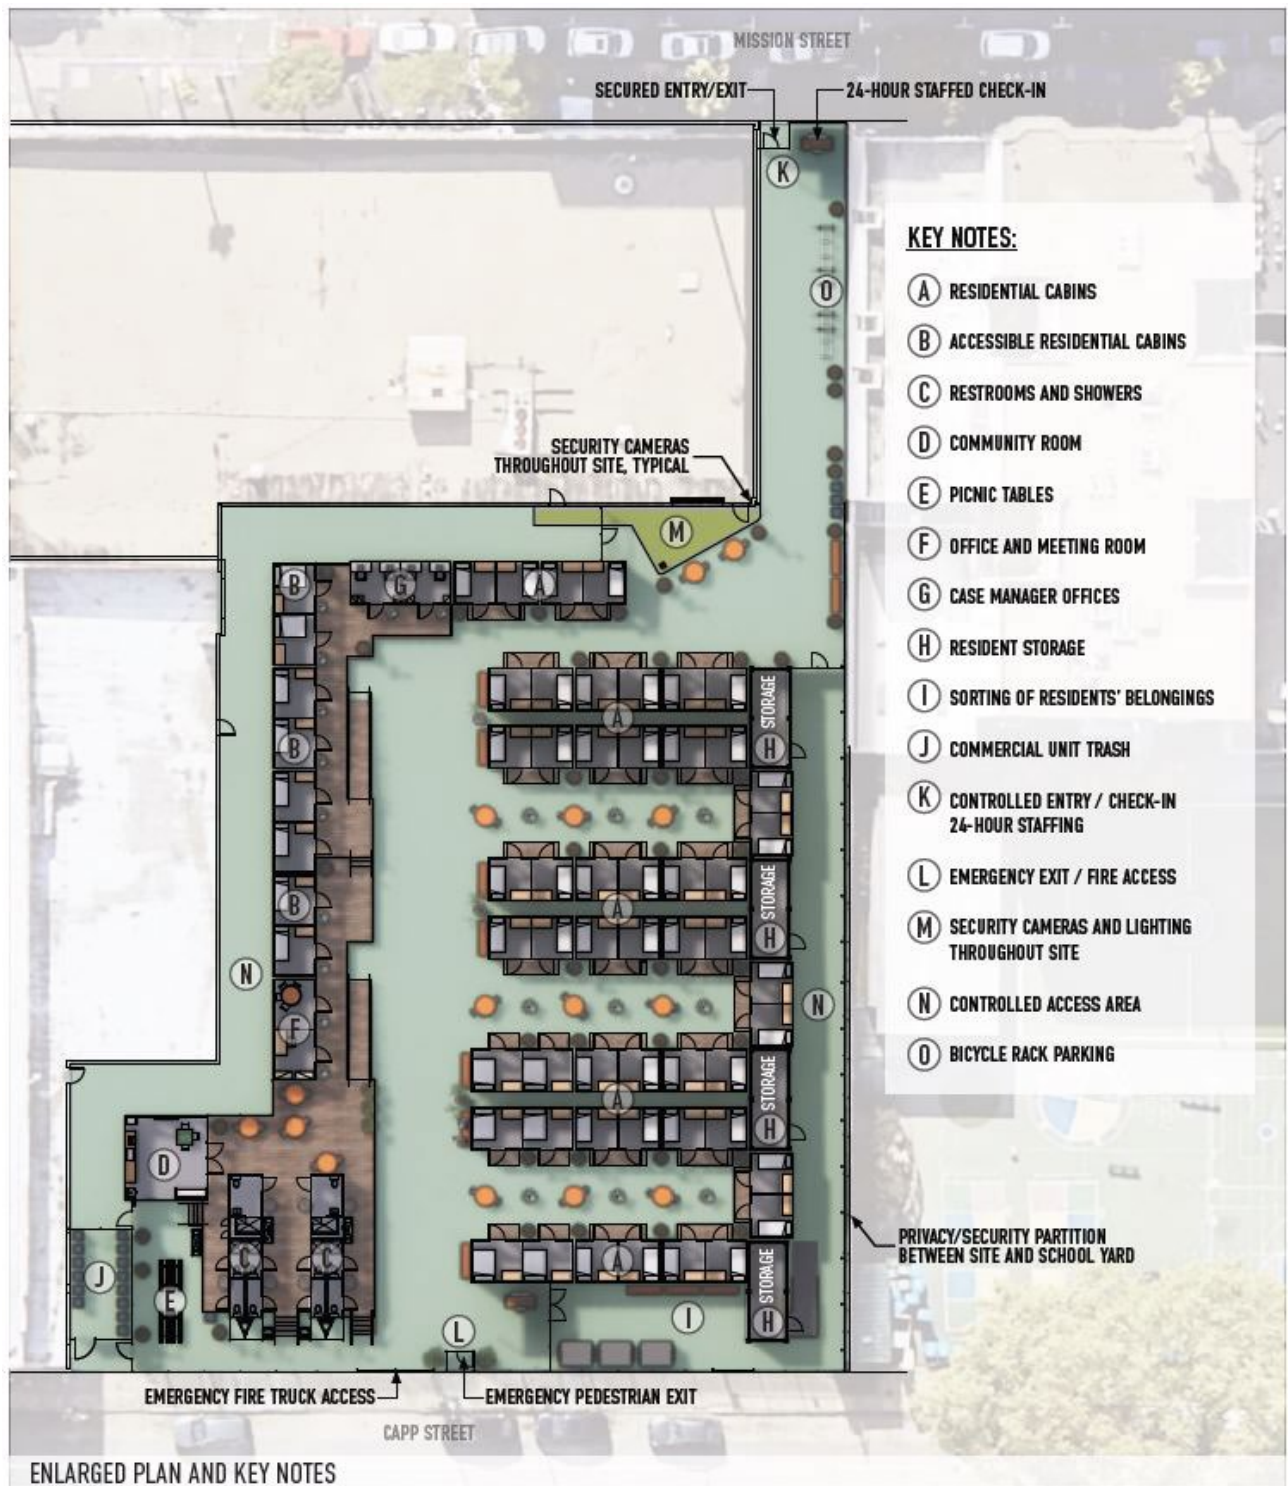 MISSION STREET
SECURED ENTRY/EXIT
24-HOUR STAFFED CHECK-IN
K
O
SECURITY CAMERAS
THROUGHOUT SITE, TYPICAL
M
KEY NOTES:
A RESIDENTIAL CABINS
B ACCESSIBLE RESIDENTIAL CABINS
C RESTROOMS AND SHOWERS
D COMMUNITY ROOM
E PICNIC TABLES
F OFFICE AND MEETING ROOM
G CASE MANAGER OFFICES
H RESIDENT STORAGE
I SORTING OF RESIDENTS' BELONGINGS
J COMMERCIAL UNIT TRASH
K CONTROLLED ENTRY / CHECK-IN
24-HOUR STAFFING
L EMERGENCY EXIT / FIRE ACCESS
M SECURITY CAMERAS AND LIGHTING
THROUGHOUT SITE
N CONTROLLED ACCESS AREA
O BICYCLE RACK PARKING
B
G
A
A
STORAGE
H
B
B
A
STORAGE
H
N
N
F
A
STORAGE
H
D
C
C
J
E
A
STORAGE
H
I
L
PRIVACY/SECURITY PARTITION
BETWEEN SITE AND SCHOOL YARD
EMERGENCY FIRE TRUCK ACCESS
EMERGENCY PEDESTRIAN EXIT
CAPP STREET
ENLARGED PLAN AND KEY NOTES